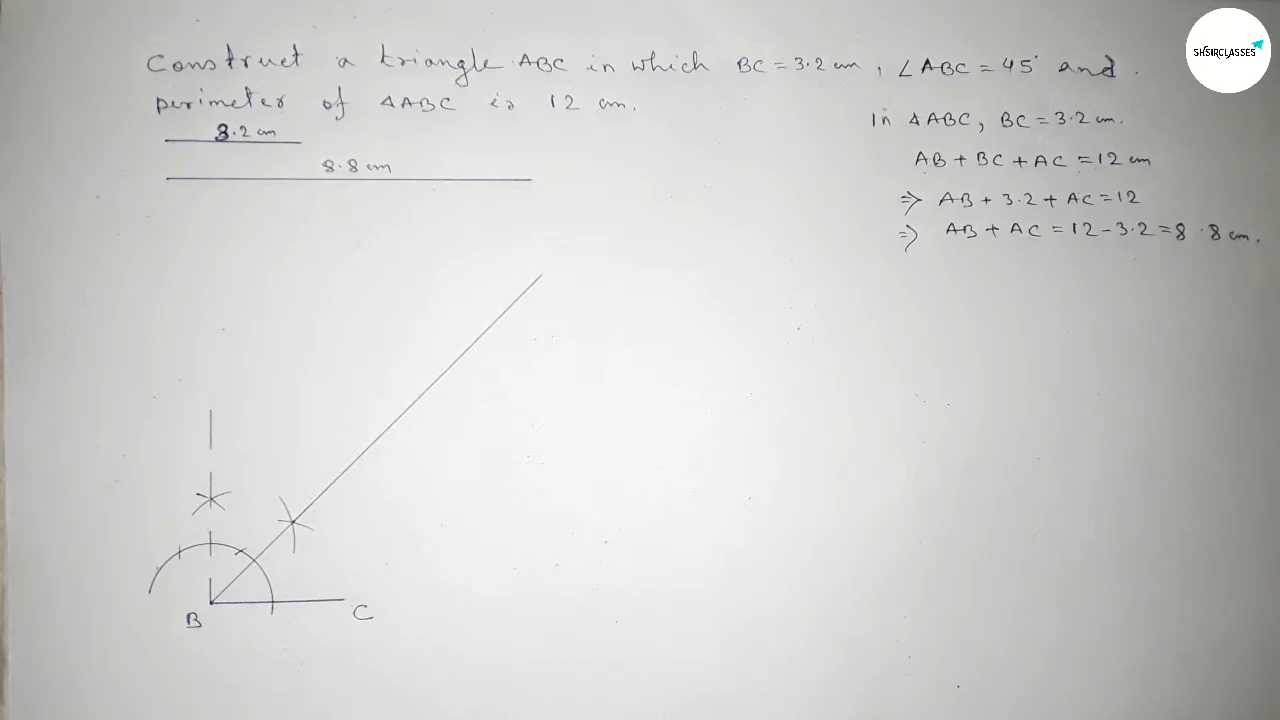 Construct a triangle ABC in which BC = 3.2 cm, ∠ABC = 45° and
perimeter of △ABC is 12 cm.
3.2 cm
8.8 cm
In △ABC, BC = 3.2 cm.
AB + BC + AC = 12 cm
⇒ AB + 3.2 + AC = 12
⇒ AB + AC = 12 - 3.2 = 8.8 cm.
B
C
SHSIRCLASSES